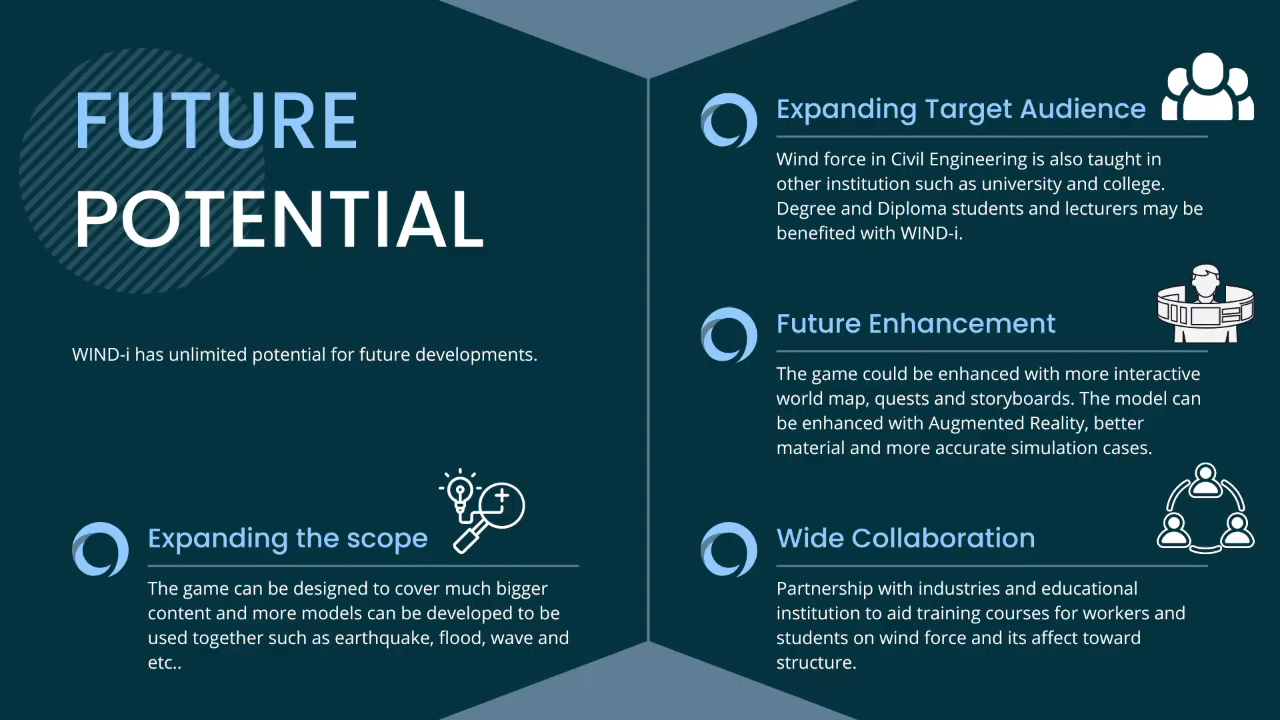 FUTURE
POTENTIAL
WIND-i has unlimited potential for future developments.
Expanding the scope
The game can be designed to cover much bigger
content and more models can be developed to be
used together such as earthquake, flood, wave and
etc..
Expanding Target Audience
Wind force in Civil Engineering is also taught in
other institution such as university and college.
Degree and Diploma students and lecturers may be
benefited with WIND-i.
Future Enhancement
The game could be enhanced with more interactive
world map, quests and storyboards. The model can
be enhanced with Augmented Reality, better
material and more accurate simulation cases.
Wide Collaboration
Partnership with industries and educational
institution to aid training courses for workers and
students on wind force and its affect toward
structure.